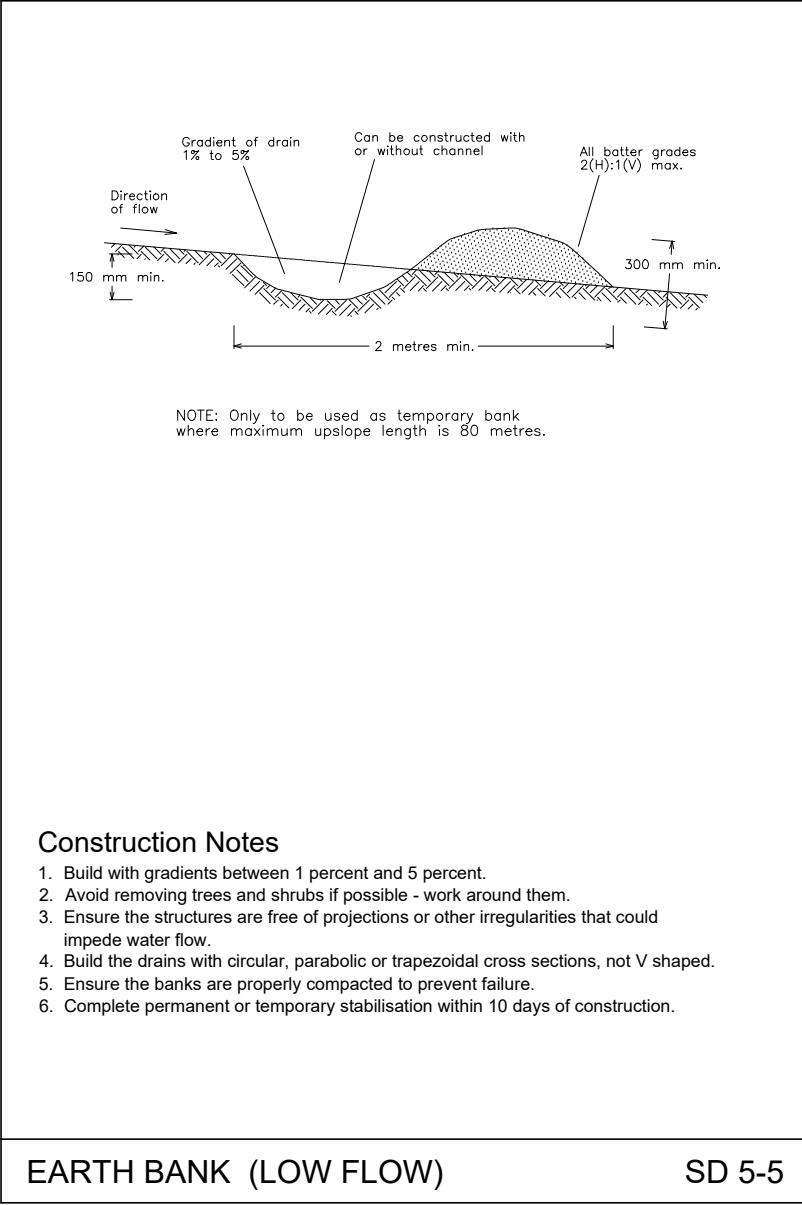 Gradient of drain
1% to 5%
Can be constructed with
or without channel
All batter grades
2(H):1(V) max.
Direction
of flow
150 mm min.
300 mm min.
2 metres min.
NOTE: Only to be used as temporary bank
where maximum upslope length is 80 metres.
Construction Notes
1. Build with gradients between 1 percent and 5 percent.
2. Avoid removing trees and shrubs if possible - work around them.
3. Ensure the structures are free of projections or other irregularities that could
impede water flow.
4. Build the drains with circular, parabolic or trapezoidal cross sections, not V shaped.
5. Ensure the banks are properly compacted to prevent failure.
6. Complete permanent or temporary stabilisation within 10 days of construction.
EARTH BANK (LOW FLOW) SD 5-5